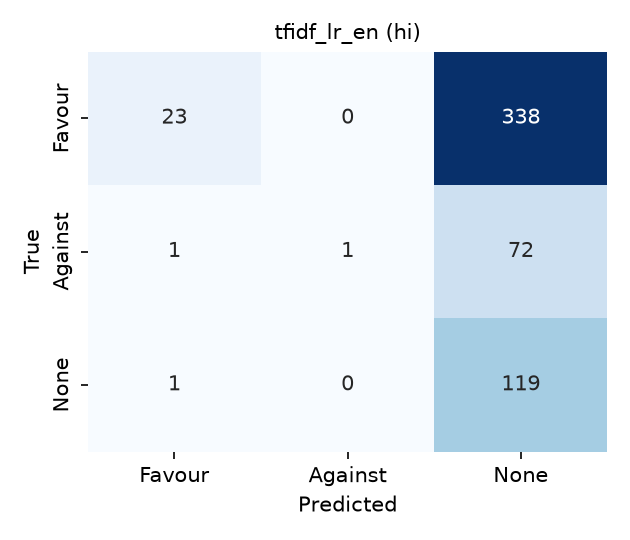 tfidf_lr_en (hi)
True
Favour
23 0 338
Against
1 1 72
None
1 0 119
Favour Against None
Predicted